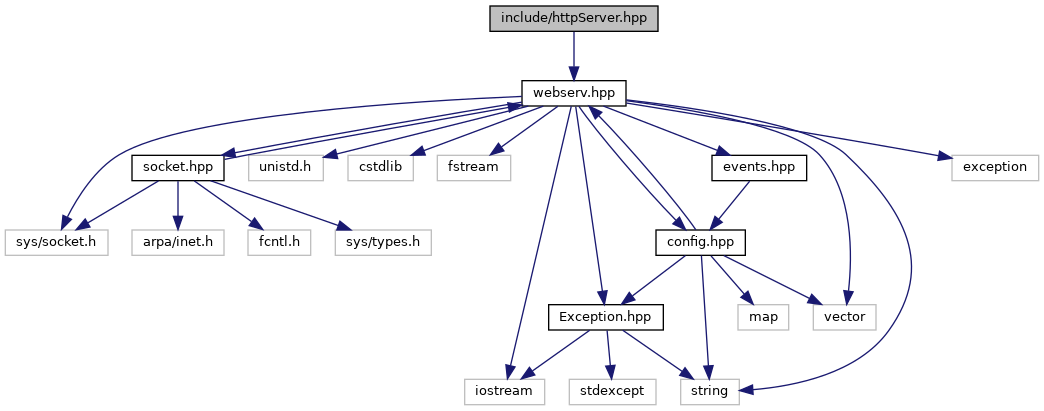 include/httpServer.hpp
webserv.hpp
socket.hpp
unistd.h
cstdlib
fstream
events.hpp
exception
sys/socket.h
arpa/inet.h
fcntl.h
sys/types.h
config.hpp
Exception.hpp
map
vector
iostream
stdexcept
string